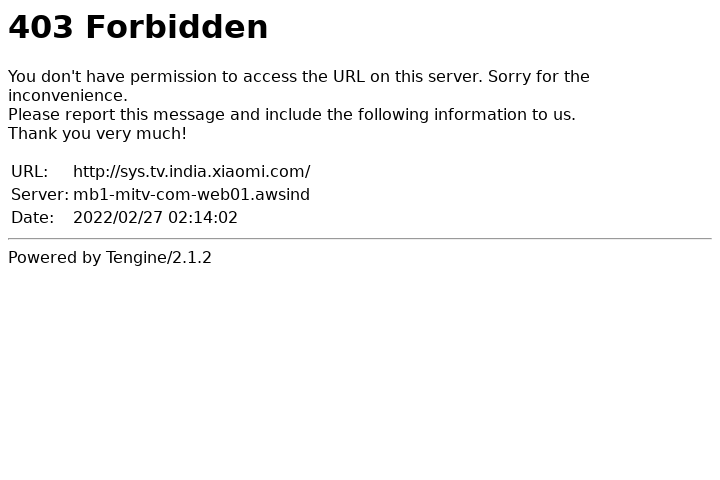 403 Forbidden
You don't have permission to access the URL on this server. Sorry for the
inconvenience.
Please report this message and include the following information to us.
Thank you very much!
URL: http://sys.tv.india.xiaomi.com/
Server: mb1-mitv-com-web01.awsind
Date: 2022/02/27 02:14:02
Powered by Tengine/2.1.2